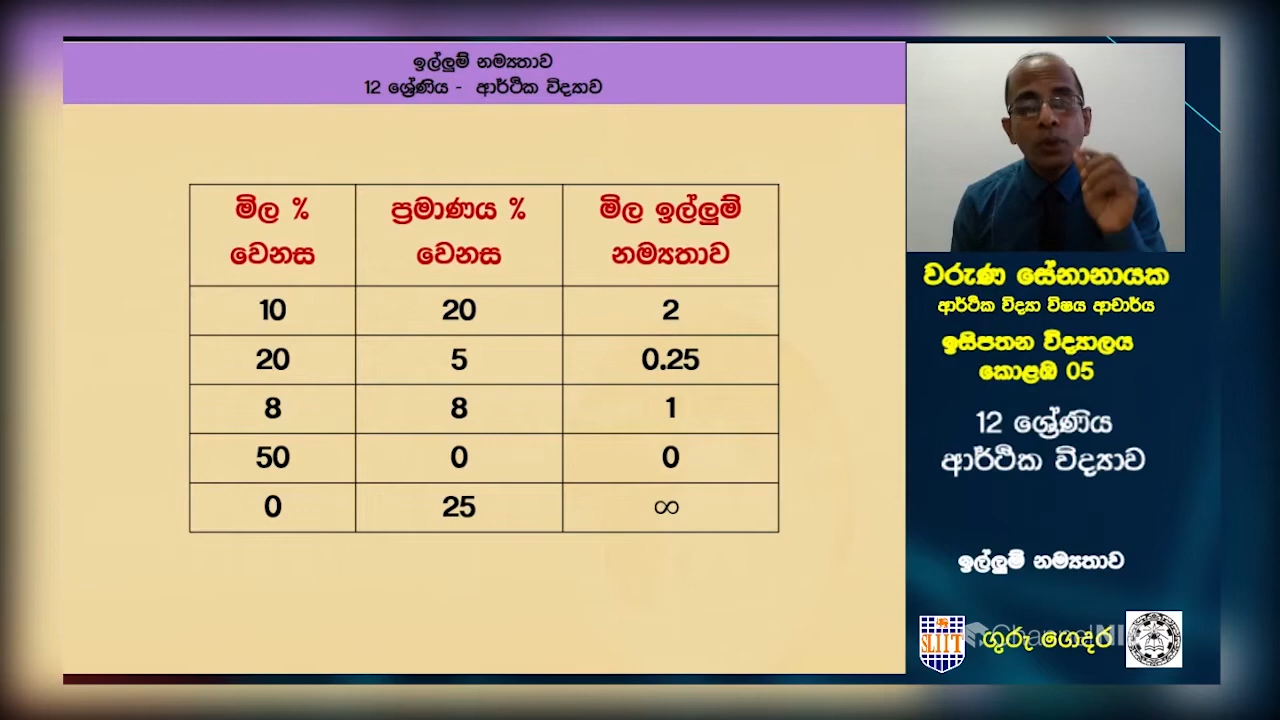 ඉල්ලුම් නම්‍යතාව
12 ශ්‍රේණිය - ආර්ථික විද්‍යාව
මිල %
වෙනස
ප්‍රමාණය %
වෙනස
මිල ඉල්ලුම්
නම්‍යතාව
10 20 2
20 5 0.25
8 8 1
50 0 0
0 25 ∞
වරුණ සේනානායක
ආර්ථික විද්‍යා විෂය ආචාර්ය
ඉසිපතන විද්‍යාලය
කොළඹ 05
12 ශ්‍රේණිය
ආර්ථික විද්‍යාව
ඉල්ලුම් නම්‍යතාව
SLIIT
ගුරු ගෙදර